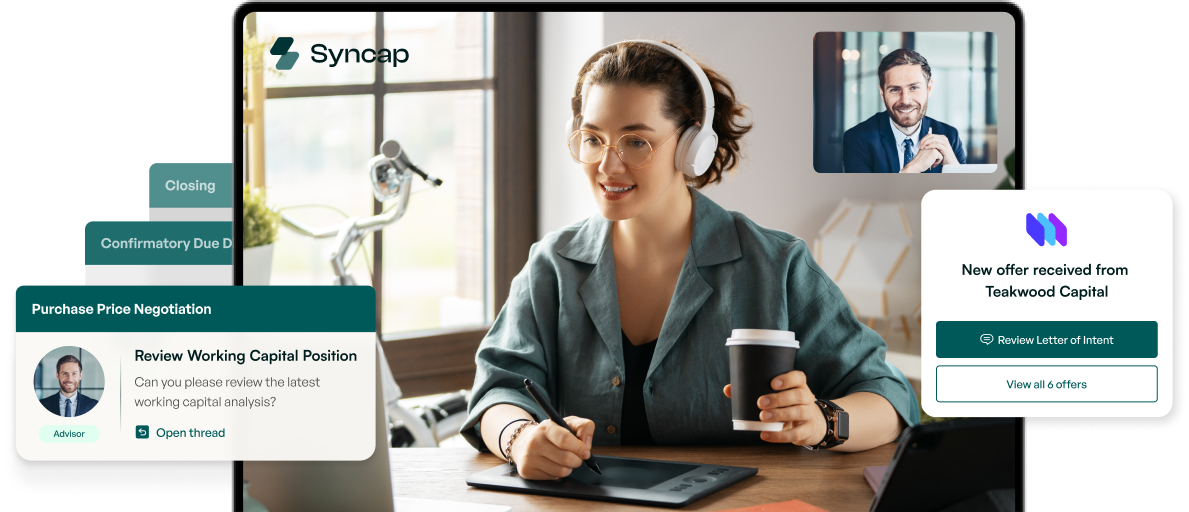 Syncap
Closing
Confirmatory Due D
Purchase Price Negotiation
Review Working Capital Position
Can you please review the latest
working capital analysis?
Advisor
Open thread
New offer received from
Teakwood Capital
Review Letter of Intent
View all 6 offers